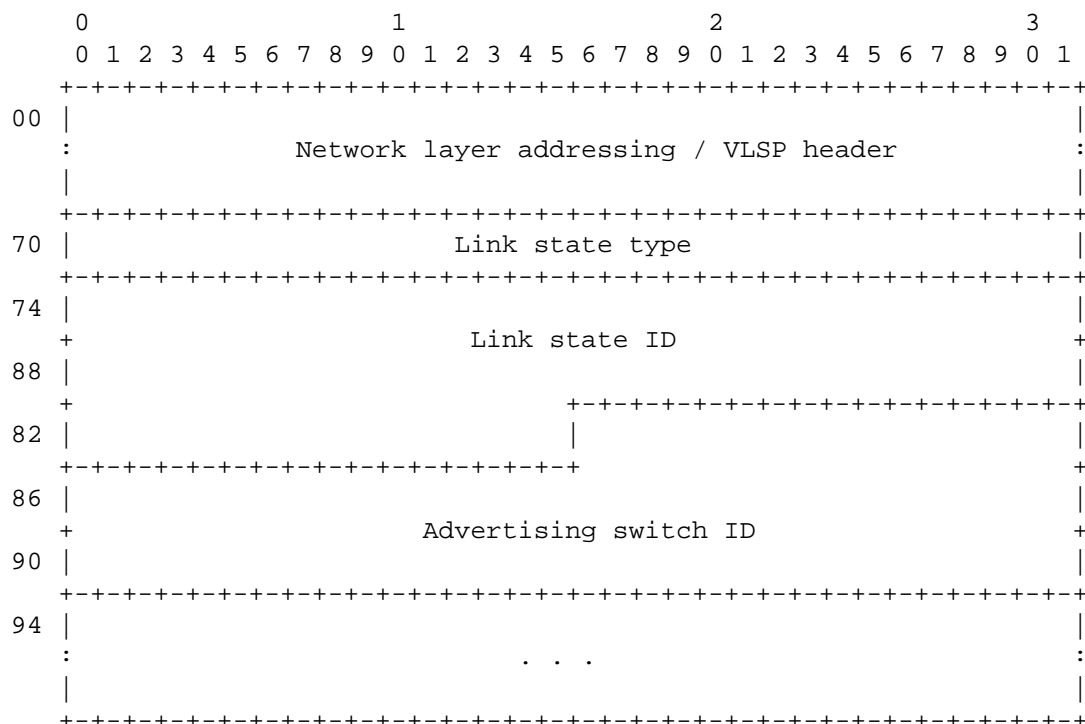 0                   1                   2                   3
    0 1 2 3 4 5 6 7 8 9 0 1 2 3 4 5 6 7 8 9 0 1 2 3 4 5 6 7 8 9 0 1
   +-+-+-+-+-+-+-+-+-+-+-+-+-+-+-+-+-+-+-+-+-+-+-+-+-+-+-+-+-+-+-+-+
00 |                                                               |
   :              Network layer addressing / VLSP header           :
   |                                                               |
   +-+-+-+-+-+-+-+-+-+-+-+-+-+-+-+-+-+-+-+-+-+-+-+-+-+-+-+-+-+-+-+-+
70 |                        Link state type                        |
   +-+-+-+-+-+-+-+-+-+-+-+-+-+-+-+-+-+-+-+-+-+-+-+-+-+-+-+-+-+-+-+-+
74 |                                                               |
   +                         Link state ID                         +
88 |                                                               |
   +                               +-+-+-+-+-+-+-+-+-+-+-+-+-+-+-+-+
82 |                               |                               |
   +-+-+-+-+-+-+-+-+-+-+-+-+-+-+-+-+                               +
86 |                                                               |
   +                      Advertising switch ID                    +
90 |                                                               |
   +-+-+-+-+-+-+-+-+-+-+-+-+-+-+-+-+-+-+-+-+-+-+-+-+-+-+-+-+-+-+-+-+
94 |                                                               |
   :                            . . .                              :
   |                                                               |
   +-+-+-+-+-+-+-+-+-+-+-+-+-+-+-+-+-+-+-+-+-+-+-+-+-+-+-+-+-+-+-+-+